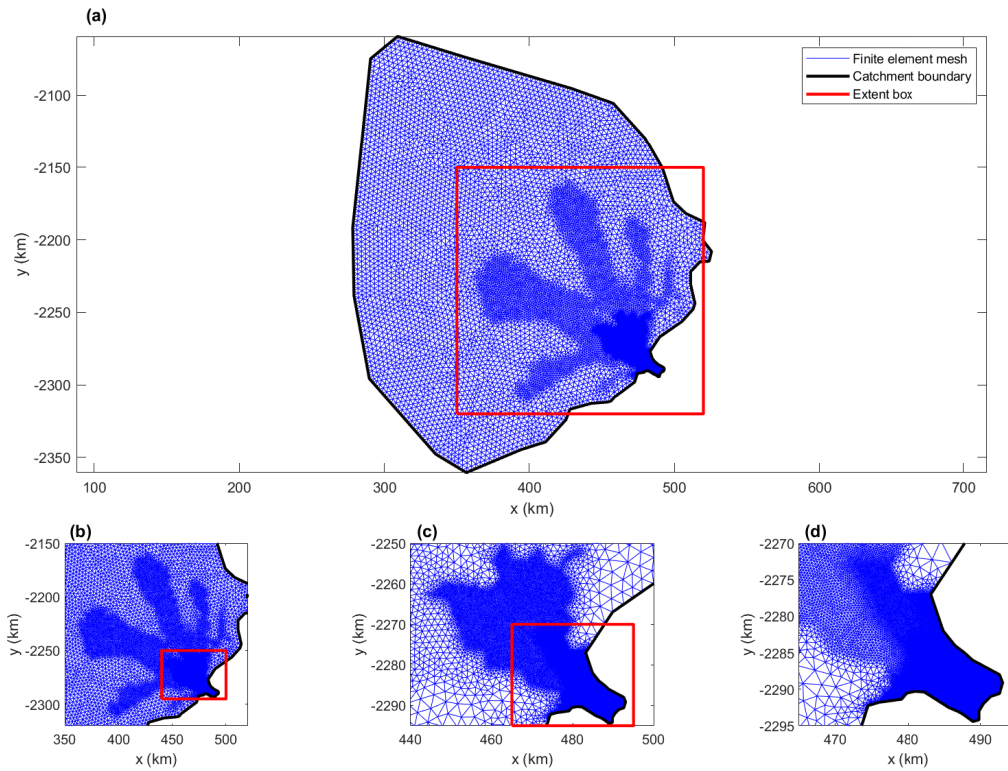 (a)
Finite element mesh
Catchment boundary
Extent box
-2100
-2150
-2200
-2250
-2300
-2350
y (km)
100 200 300 400 500 600 700
x (km)
(b)
-2150
-2200
-2250
-2300
y (km)
350 400 450 500
x (km)
(c)
-2250
-2260
-2270
-2280
-2290
y (km)
440 460 480 500
x (km)
(d)
-2270
-2275
-2280
-2285
-2290
-2295
y (km)
470 480 490
x (km)